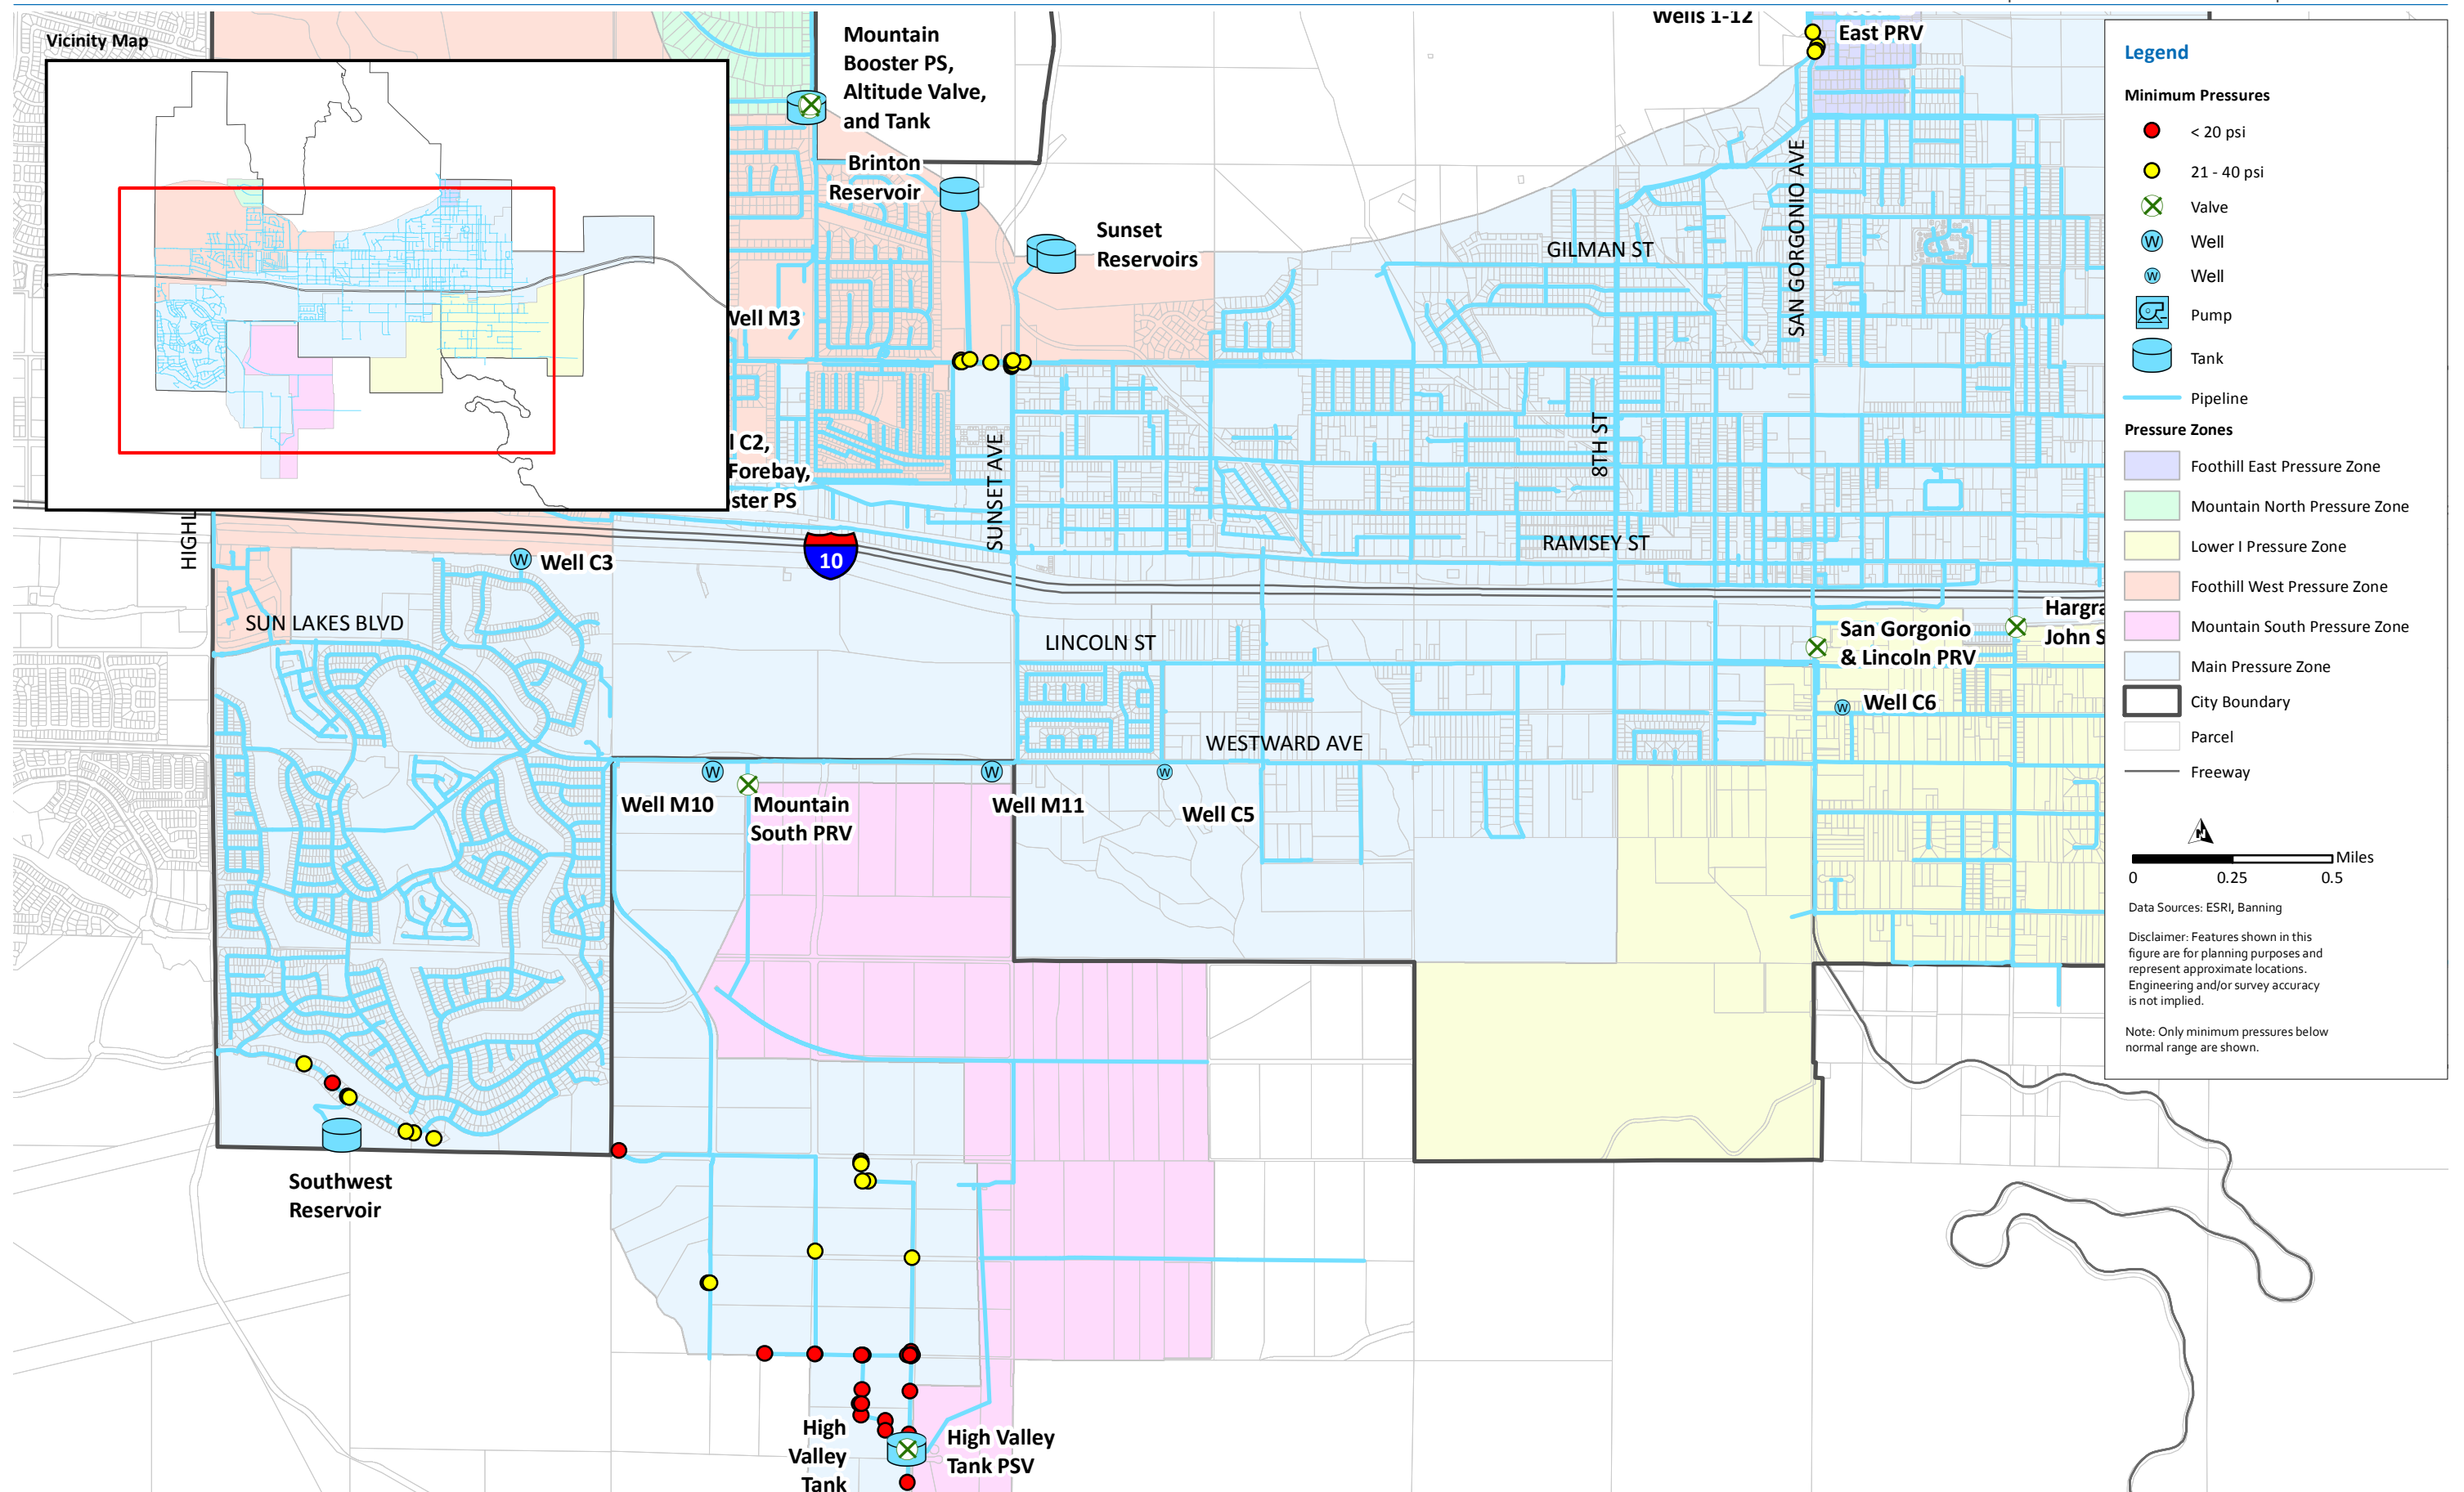 Vicinity Map
Mountain
Booster PS,
Altitude Valve,
and Tank
Brinton
Reservoir
Sunset
Reservoirs
Wells 1-12
East PRV
GILMAN ST
SAN GORGONIO AVE
Well M3
C2,
Forebay,
PS
SUNSET AVE
8TH ST
RAMSEY ST
10
W
Well C3
SUN LAKES BLVD
LINCOLN ST
San Gorgonio
& Lincoln PRV
John S
W
Well C6
WESTWARD AVE
W
W
W
Well M10
Mountain
South PRV
Well M11
Well C5
Southwest
Reservoir
High
Valley
Tank
High Valley
Tank PSV
Legend
Minimum Pressures
< 20 psi
21 - 40 psi
Valve
W
Well
W
Well
Pump
Tank
Pipeline
Pressure Zones
Foothill East Pressure Zone
Mountain North Pressure Zone
Lower I Pressure Zone
Foothill West Pressure Zone
Mountain South Pressure Zone
Main Pressure Zone
City Boundary
Parcel
Freeway
N
Miles
0 0.25 0.5
Data Sources: ESRI, Banning
Disclaimer: Features shown in this
figure are for planning purposes and
represent approximate locations.
Engineering and/or survey accuracy
is not implied.
Note: Only minimum pressures below
normal range are shown.